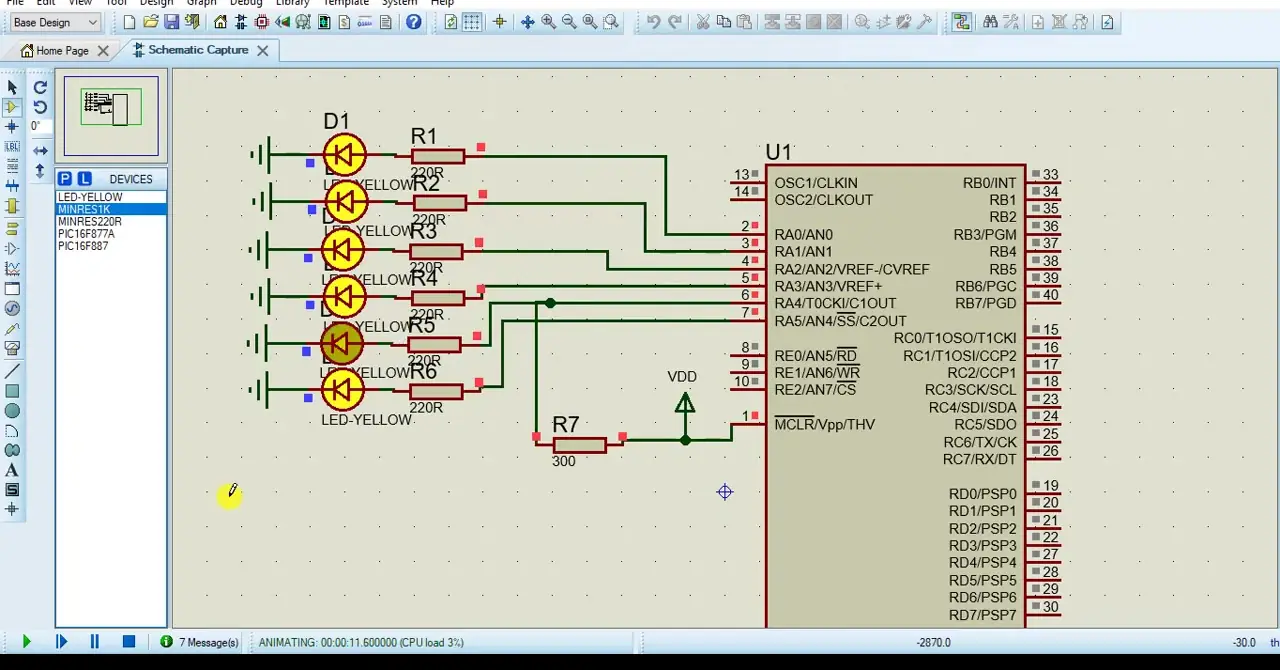 File Edit View Tool Design Graph Debug Library Template System Help
Base Design
Home Page Schematic Capture
0°
LBL
P L DEVICES
LED-YELLOW
MINRES1K
MINRES220R
PIC16F877A
PIC16F887
A
S
D1
R1
220R
LED-YELLOW
R2
220R
LED-YELLOW
R3
220R
LED-YELLOW
R4
220R
LED-YELLOW
R5
220R
LED-YELLOW
R6
220R
LED-YELLOW
R7
300
VDD
U1
13 OSC1/CLKIN
14 OSC2/CLKOUT
2 RA0/AN0
3 RA1/AN1
4 RA2/AN2/VREF-/CVREF
5 RA3/AN3/VREF+
6 RA4/T0CKI/C1OUT
7 RA5/AN4/SS/C2OUT
8 RE0/AN5/RD
9 RE1/AN6/WR
10 RE2/AN7/CS
1 MCLR/Vpp/THV
RB0/INT 33
RB1 34
RB2 35
RB3/PGM 36
RB4 37
RB5 38
RB6/PGC 39
RB7/PGD 40
RC0/T1OSO/T1CKI 15
RC1/T1OSI/CCP2 16
RC2/CCP1 17
RC3/SCK/SCL 18
RC4/SDI/SDA 23
RC5/SDO 24
RC6/TX/CK 25
RC7/RX/DT 26
RD0/PSP0 19
RD1/PSP1 20
RD2/PSP2 21
RD3/PSP3 22
RD4/PSP4 27
RD5/PSP5 28
RD6/PSP6 29
RD7/PSP7 30
7 Message(s) ANIMATING: 00:00:11.600000 (CPU load 3%) -2870.0 -30.0 th